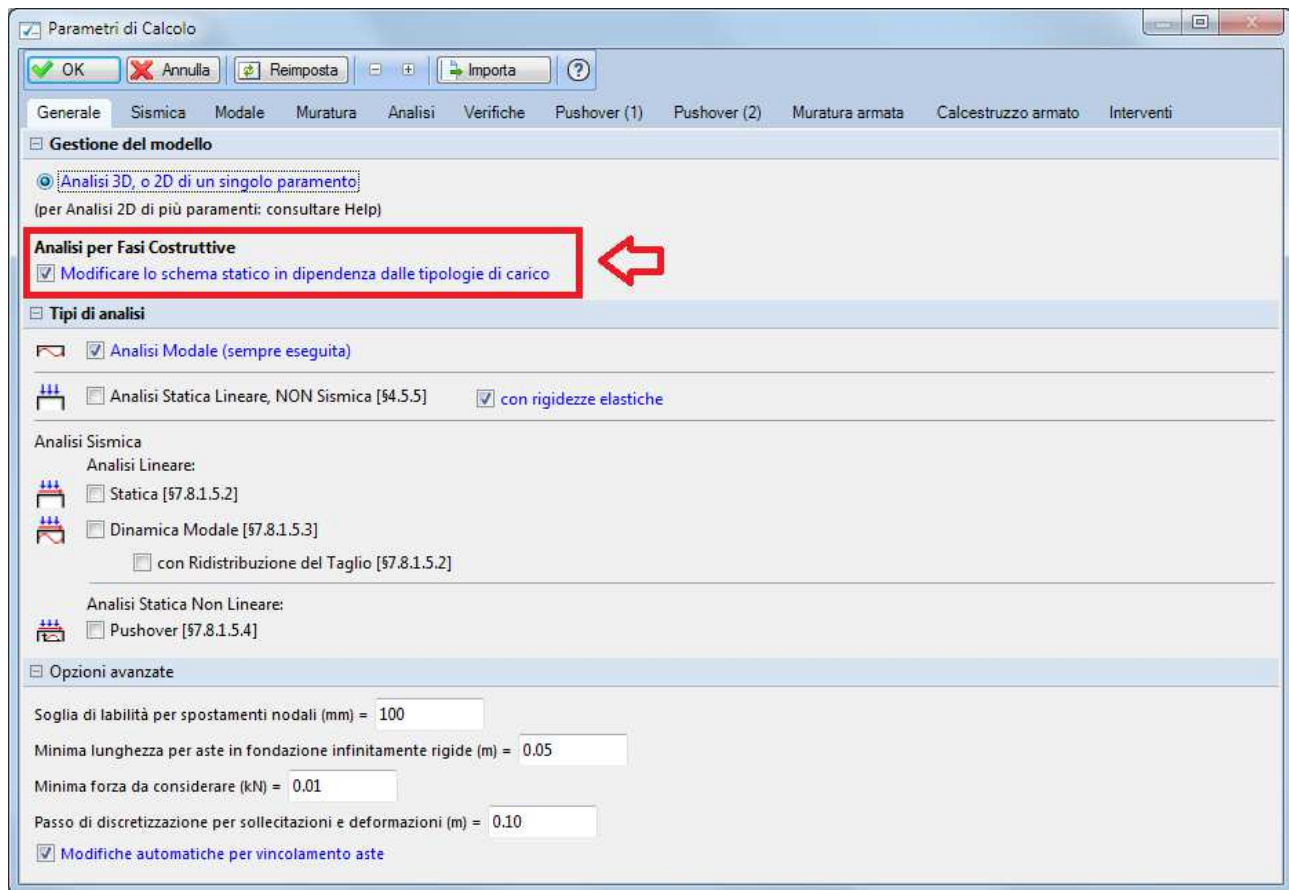 Parametri di Calcolo
OK Annulla Reimposta Importa ?
Generale Sismica Modale Muratura Analisi Verifiche Pushover (1) Pushover (2) Muratura armata Calcestruzzo armato Interventi
Gestione del modello
Analisi 3D, o 2D di un singolo paramento
(per Analisi 2D di più paramenti: consultare Help)
Analisi per Fasi Costruttive
Modificare lo schema statico in dipendenza dalle tipologie di carico
Tipi di analisi
Analisi Modale (sempre eseguita)
Analisi Statica Lineare, NON Sismica [§4.5.5] con rigidezze elastiche
Analisi Sismica
Analisi Lineare:
Statica [§7.8.1.5.2]
Dinamica Modale [§7.8.1.5.3]
con Ridistribuzione del Taglio [§7.8.1.5.2]
Analisi Statica Non Lineare:
Pushover [§7.8.1.5.4]
Opzioni avanzate
Soglia di labilità per spostamenti nodali (mm) = 100
Minima lunghezza per aste in fondazione infinitamente rigide (m) = 0.05
Minima forza da considerare (kN) = 0.01
Passo di discretizzazione per sollecitazioni e deformazioni (m) = 0.10
Modifiche automatiche per vincolamento aste